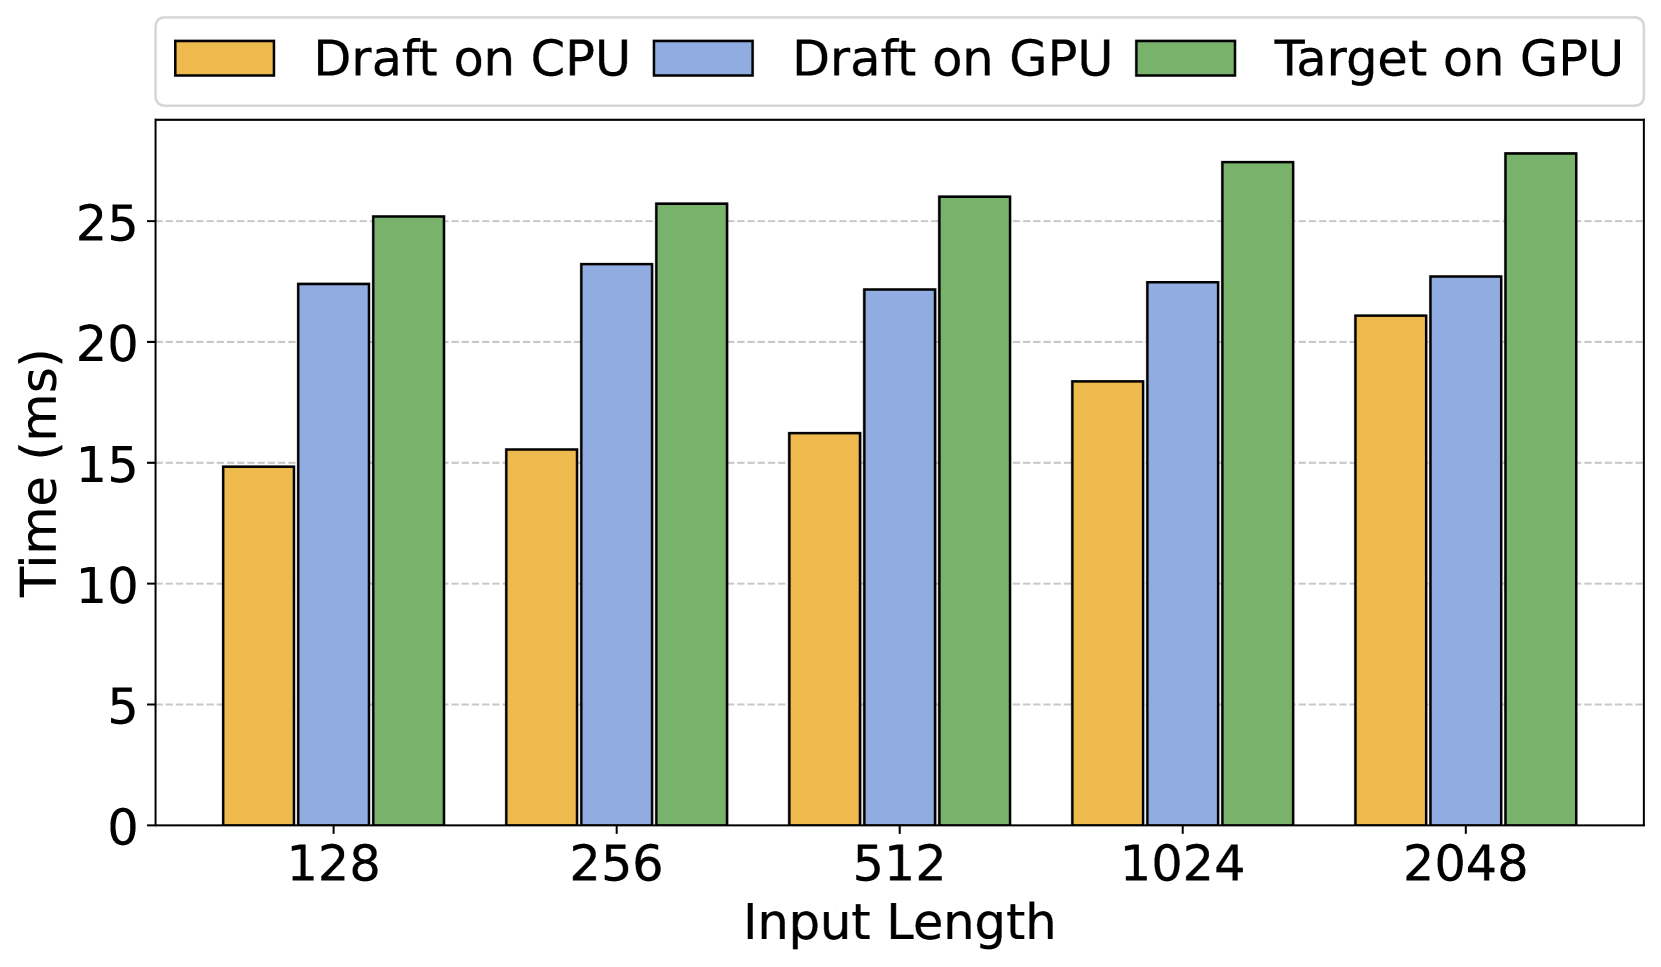 Draft on CPU Draft on GPU Target on GPU
25
20
15
10
5
0
Time (ms)
128 256 512 1024 2048
Input Length